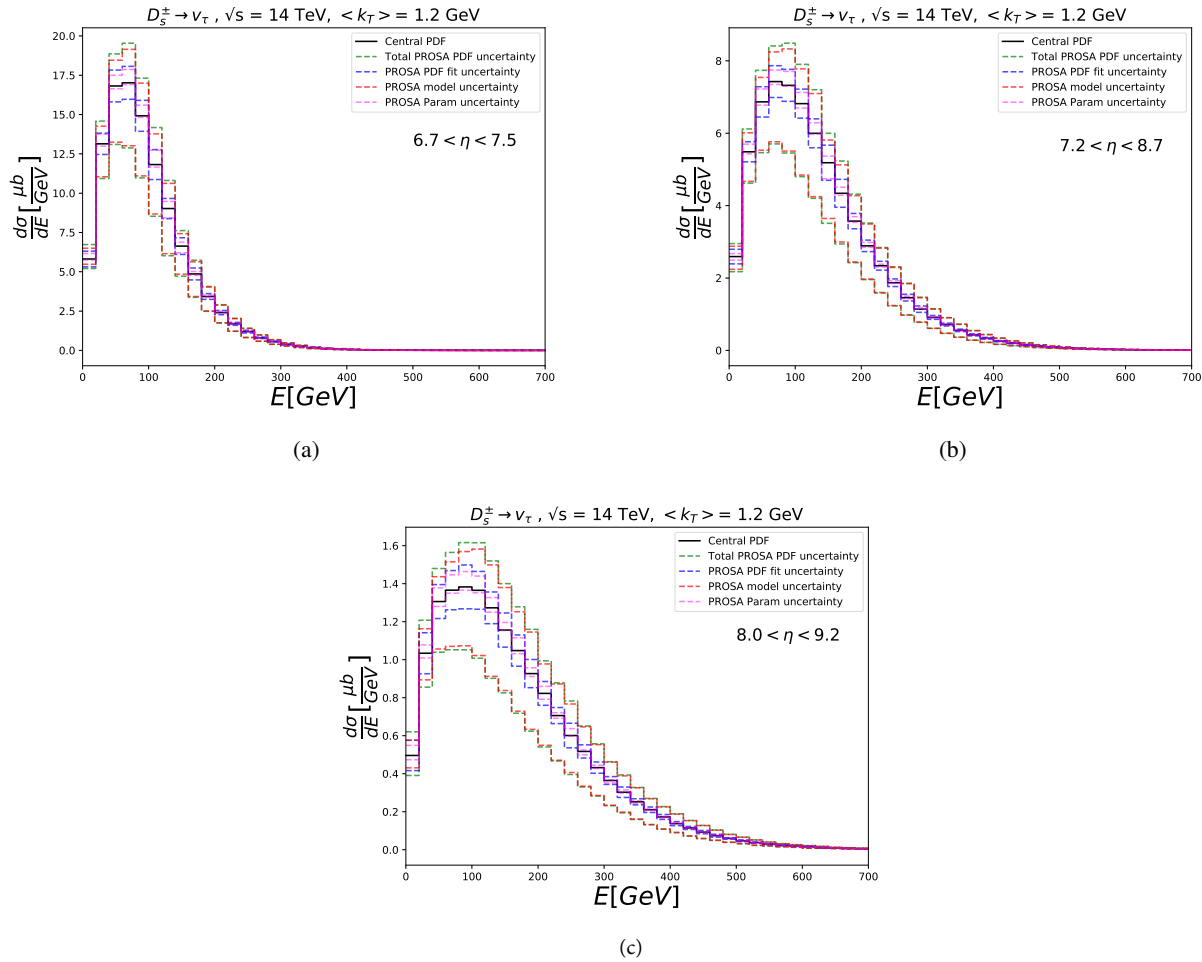 D_s^± → ν_τ , √s = 14 TeV, < k_T > = 1.2 GeV
Central PDF
Total PROSA PDF uncertainty
PROSA PDF fit uncertainty
PROSA model uncertainty
PROSA Param uncertainty
6.7 < η < 7.5
dσ/dE [μb/GeV]
20.0
17.5
15.0
12.5
10.0
7.5
5.0
2.5
0.0
0 100 200 300 400 500 600 700
E[GeV]
(a)
D_s^± → ν_τ , √s = 14 TeV, < k_T > = 1.2 GeV
Central PDF
Total PROSA PDF uncertainty
PROSA PDF fit uncertainty
PROSA model uncertainty
PROSA Param uncertainty
7.2 < η < 8.7
dσ/dE [μb/GeV]
8
6
4
2
0
0 100 200 300 400 500 600 700
E[GeV]
(b)
D_s^± → ν_τ , √s = 14 TeV, < k_T > = 1.2 GeV
Central PDF
Total PROSA PDF uncertainty
PROSA PDF fit uncertainty
PROSA model uncertainty
PROSA Param uncertainty
8.0 < η < 9.2
dσ/dE [μb/GeV]
1.6
1.4
1.2
1.0
0.8
0.6
0.4
0.2
0.0
0 100 200 300 400 500 600 700
E[GeV]
(c)